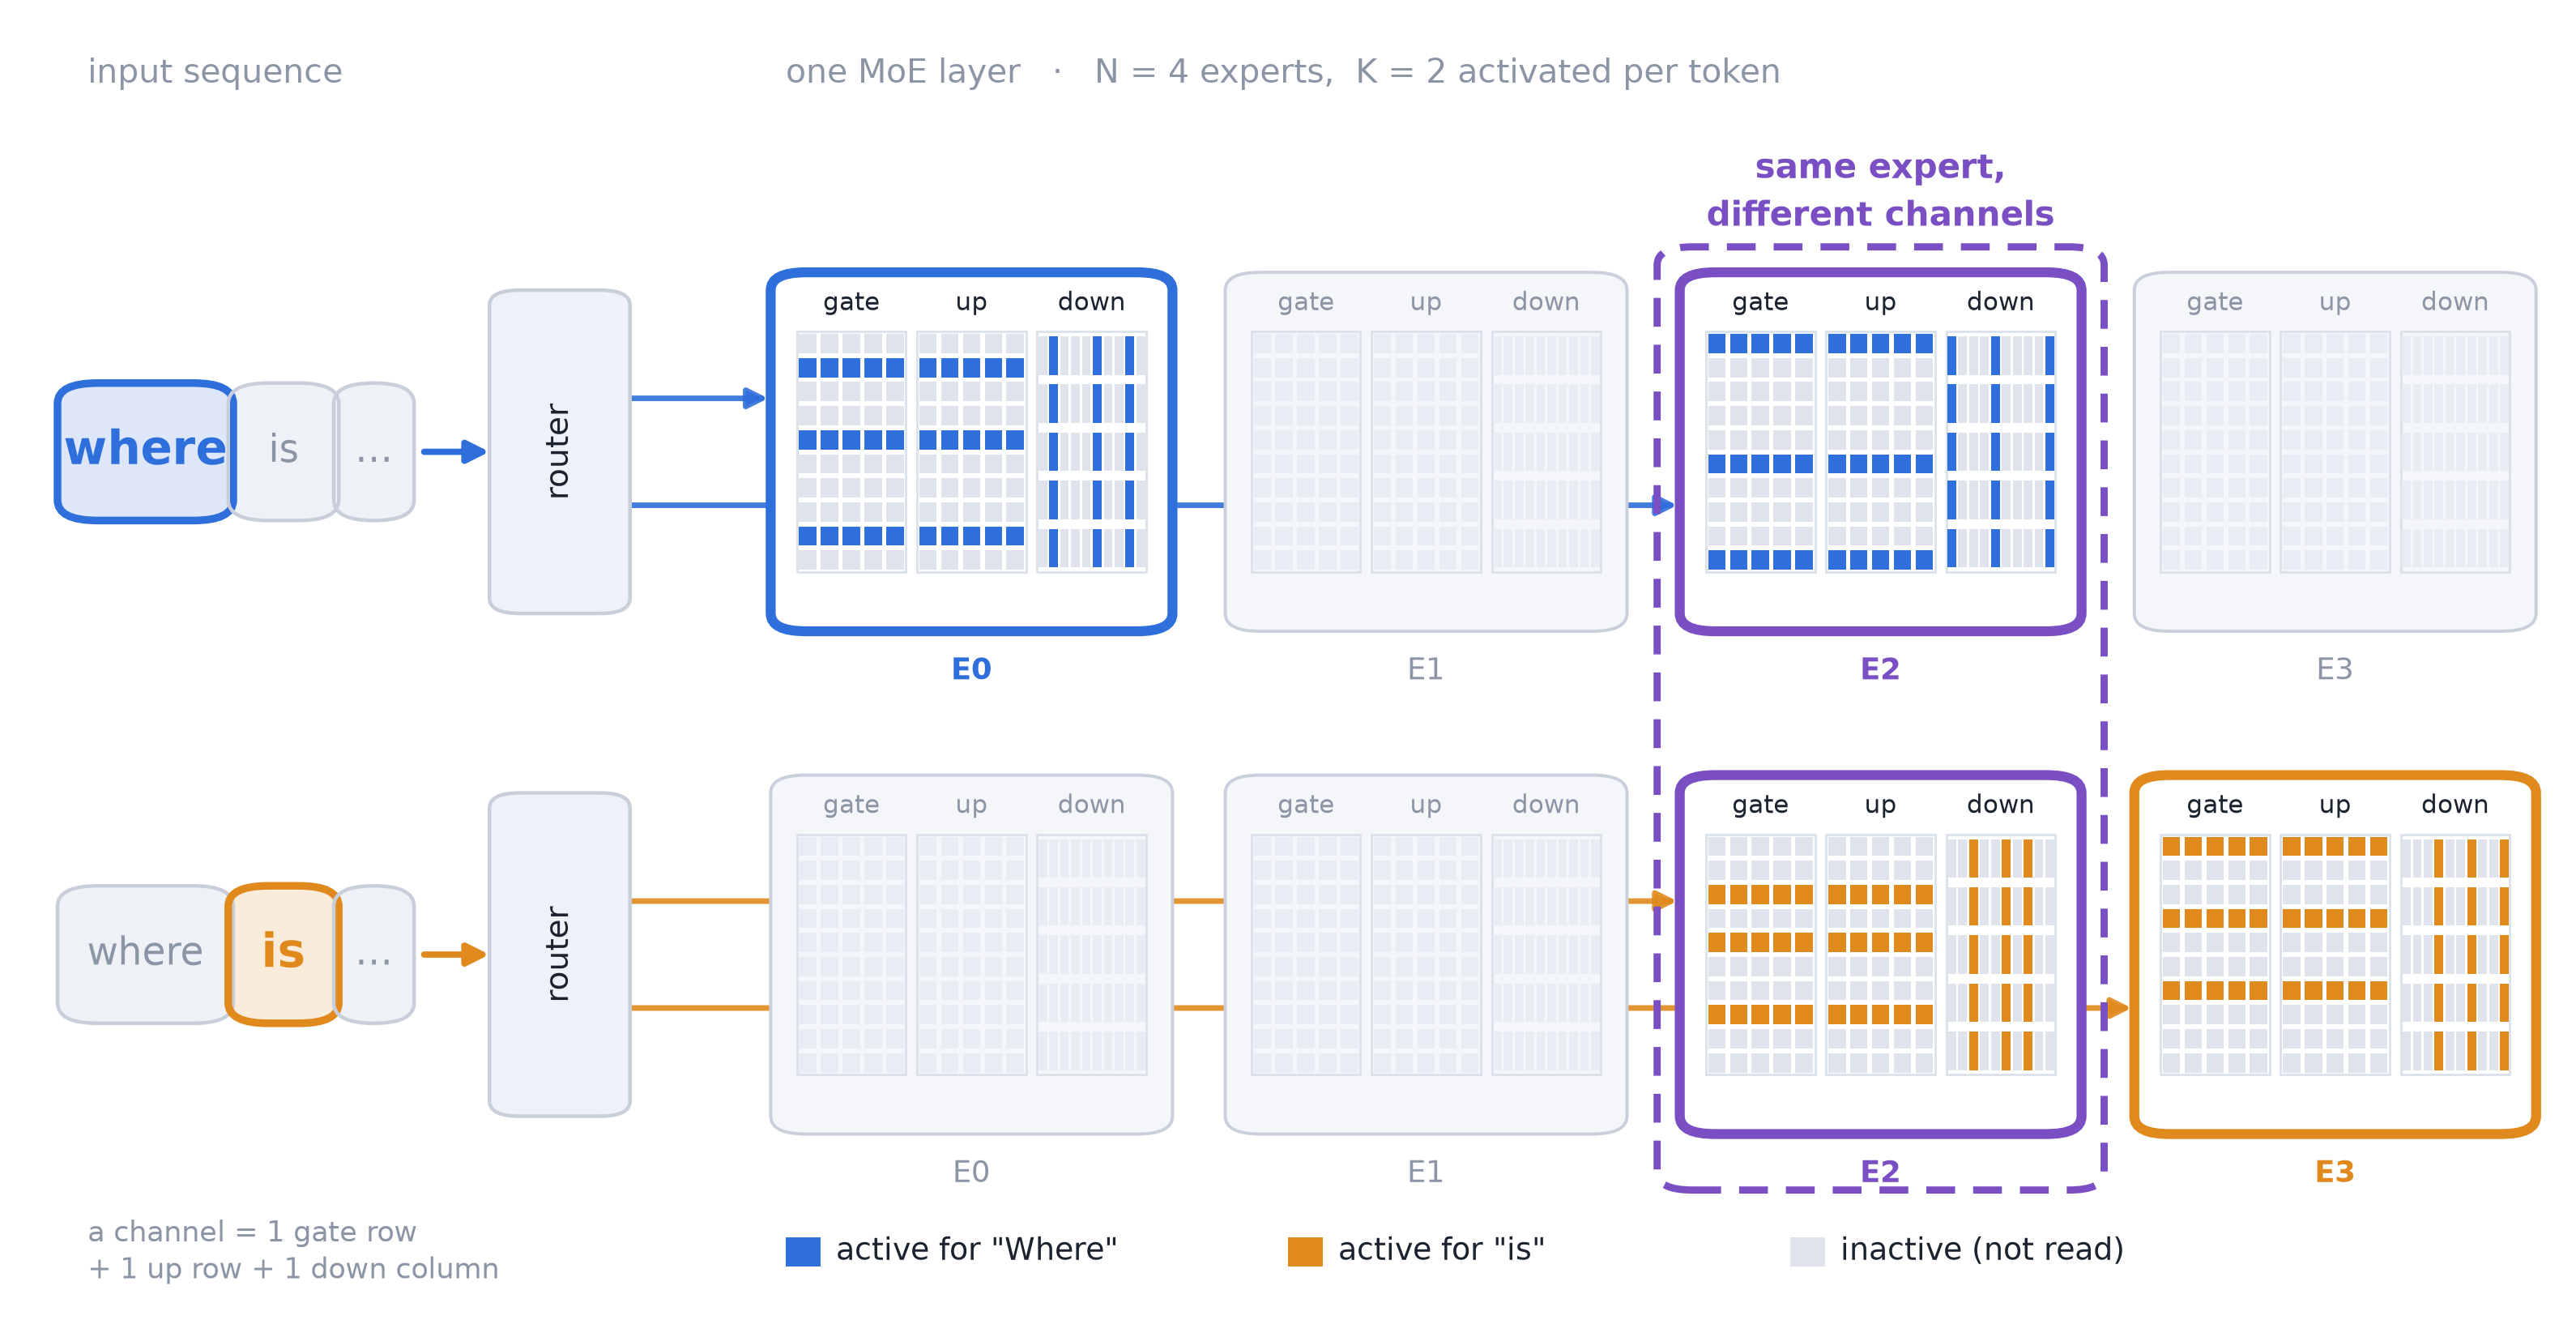 input sequence
one MoE layer · N = 4 experts, K = 2 activated per token
same expert,
different channels
gate up down
gate up down
gate up down
gate up down
where is ...
router
E0
E1
E2
E3
gate up down
gate up down
gate up down
gate up down
where is ...
router
E0
E1
E2
E3
a channel = 1 gate row
+ 1 up row + 1 down column
active for "Where"
active for "is"
inactive (not read)